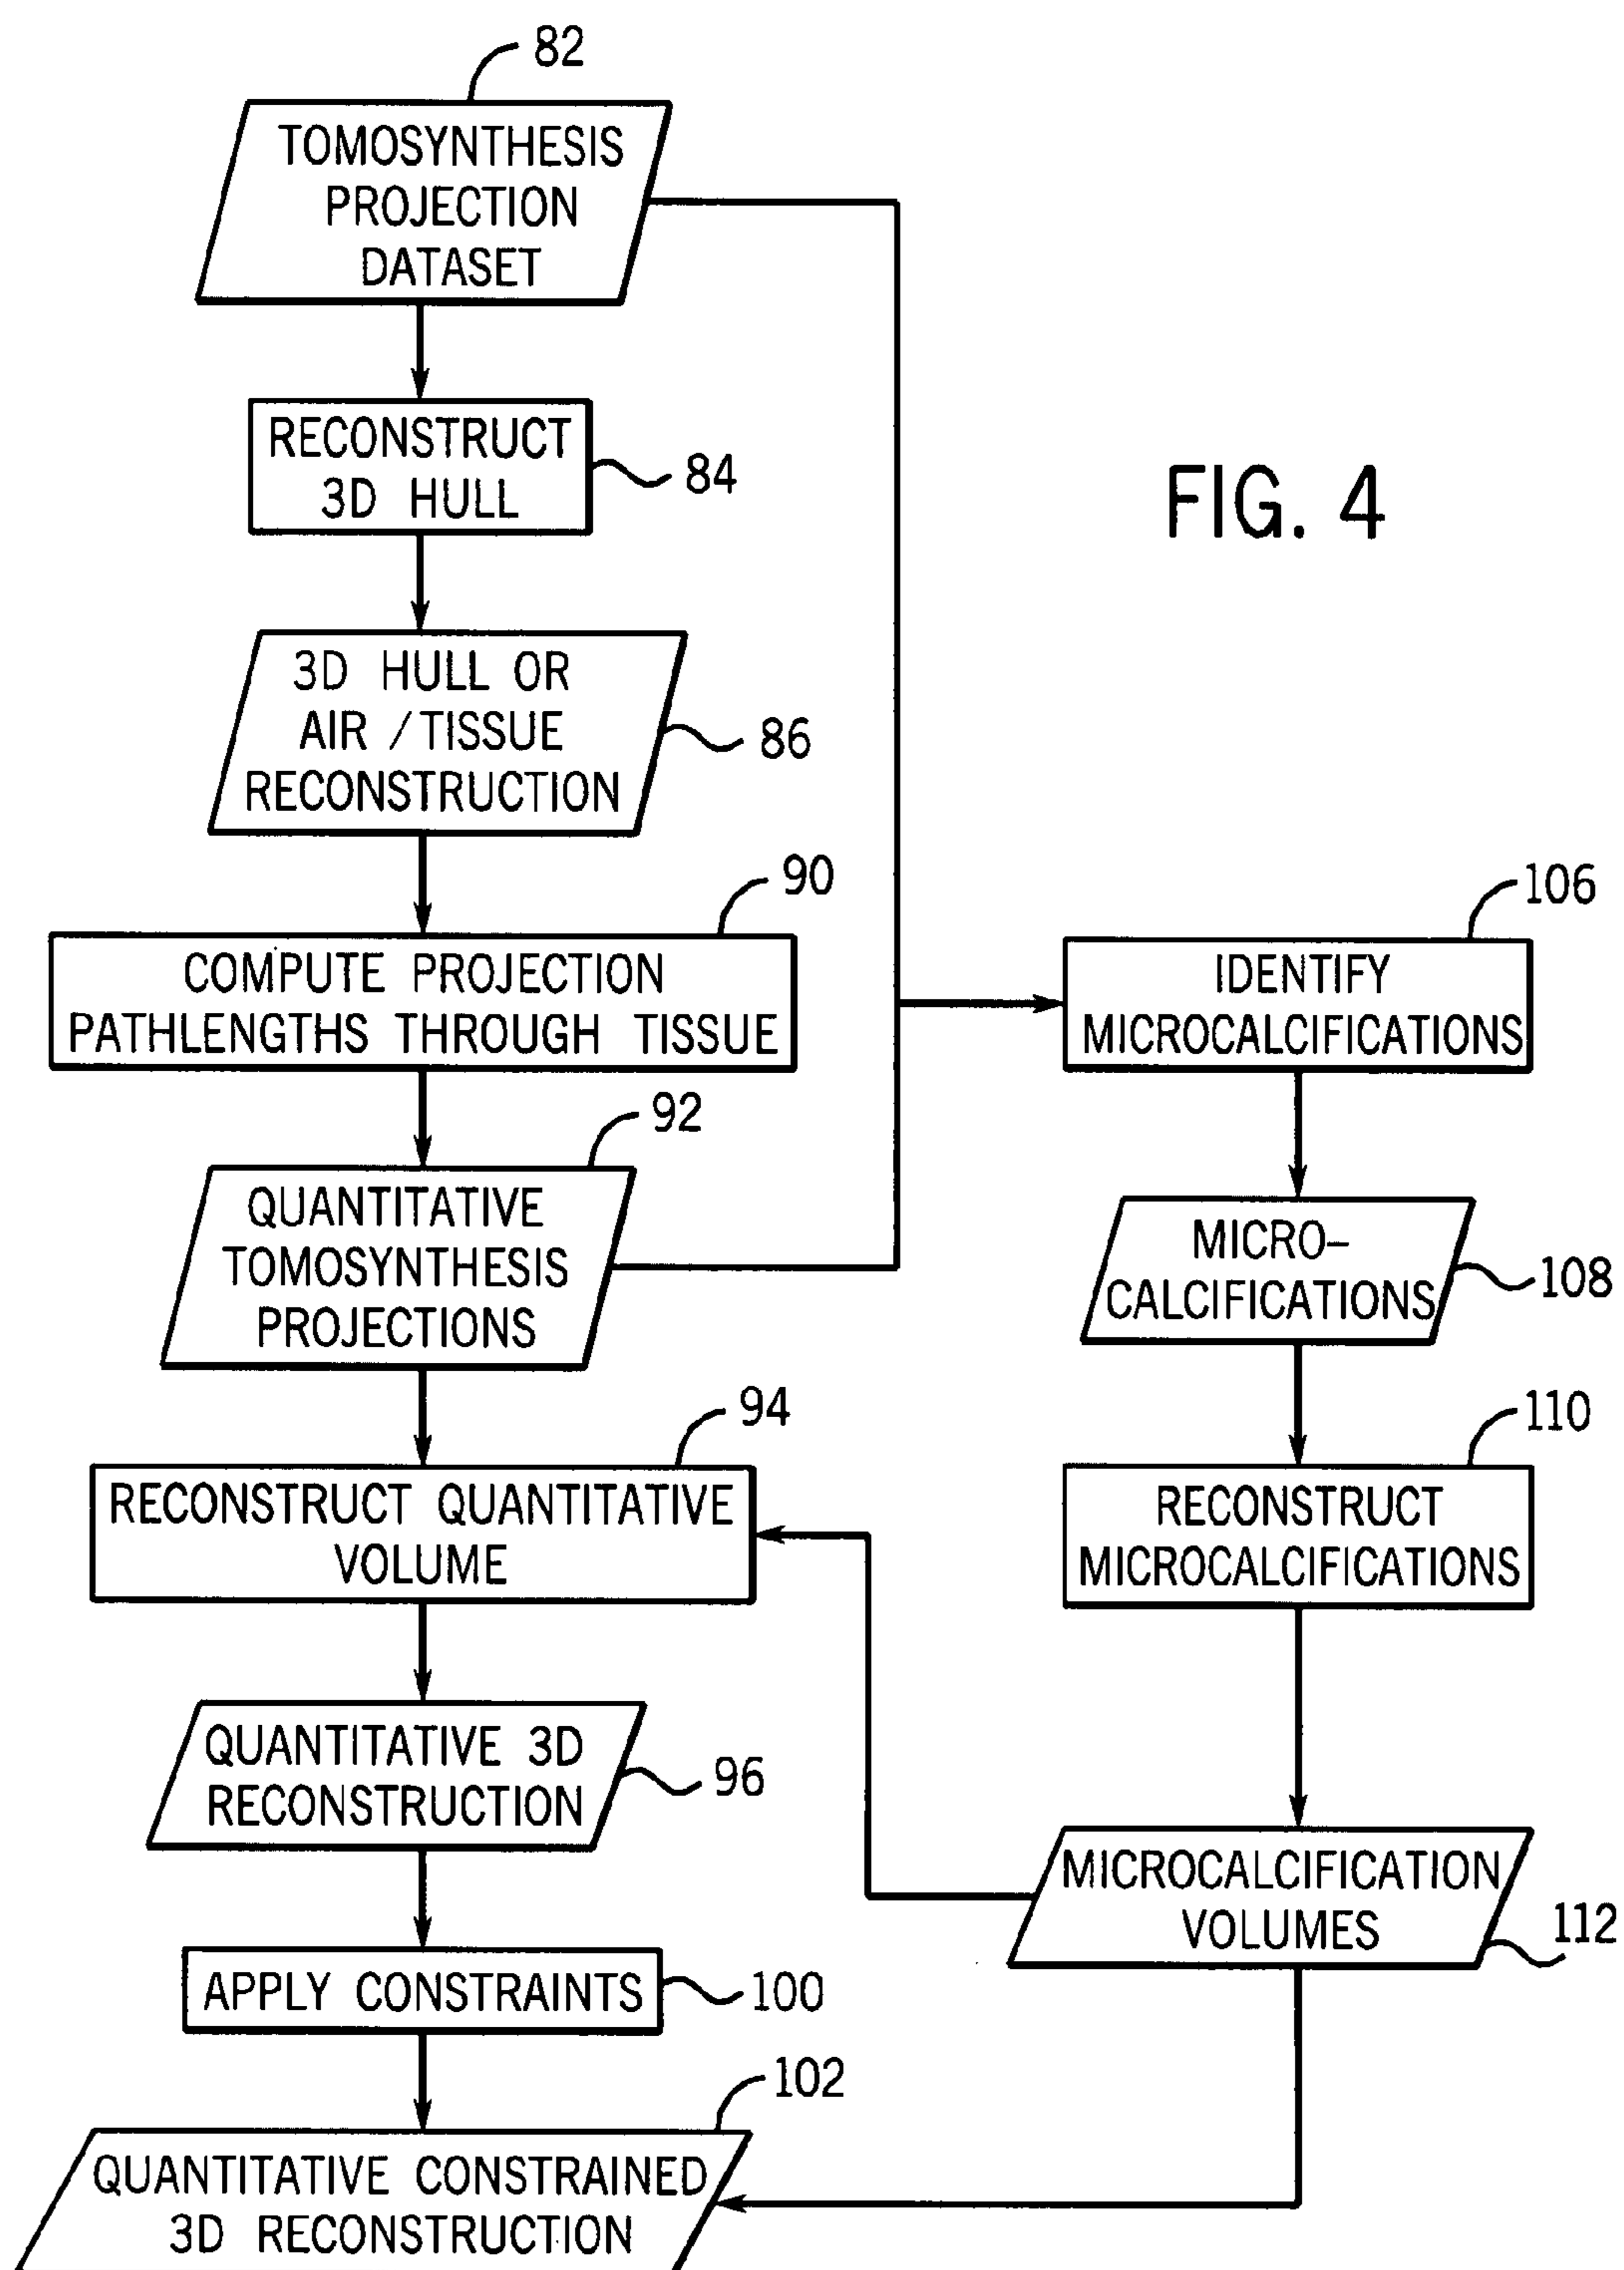 82
TOMOSYNTHESIS
PROJECTION
DATASET
RECONSTRUCT
3D HULL
84
FIG. 4
3D HULL OR
AIR / TISSUE
RECONSTRUCTION
86
90
COMPUTE PROJECTION
PATHLENGTHS THROUGH TISSUE
106
IDENTIFY
MICROCALCIFICATIONS
92
QUANTITATIVE
TOMOSYNTHESIS
PROJECTIONS
MICRO-
CALCIFICATIONS
108
94
RECONSTRUCT QUANTITATIVE
VOLUME
110
RECONSTRUCT
MICROCALCIFICATIONS
QUANTITATIVE 3D
RECONSTRUCTION
96
MICROCALCIFICATION
VOLUMES
112
APPLY CONSTRAINTS
100
102
QUANTITATIVE CONSTRAINED
3D RECONSTRUCTION